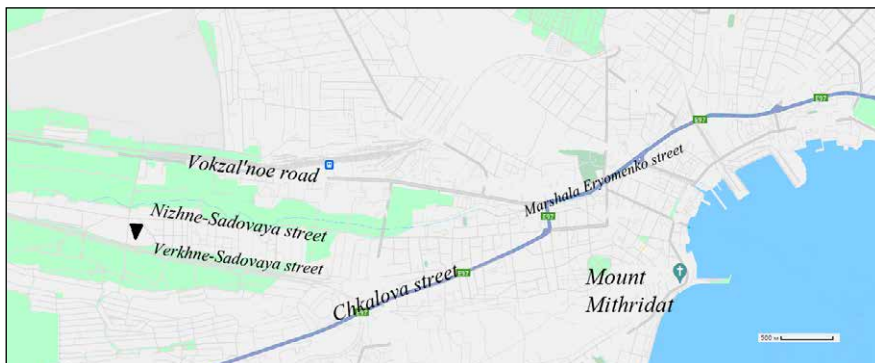 E97
E97
Marshala Eryomenko street
Vokzal'noe road
Nizhne-Sadovaya street
E97
Verkhne-Sadovaya street
Chkalova street
E97
Mount
Mithridat
E97
500 м